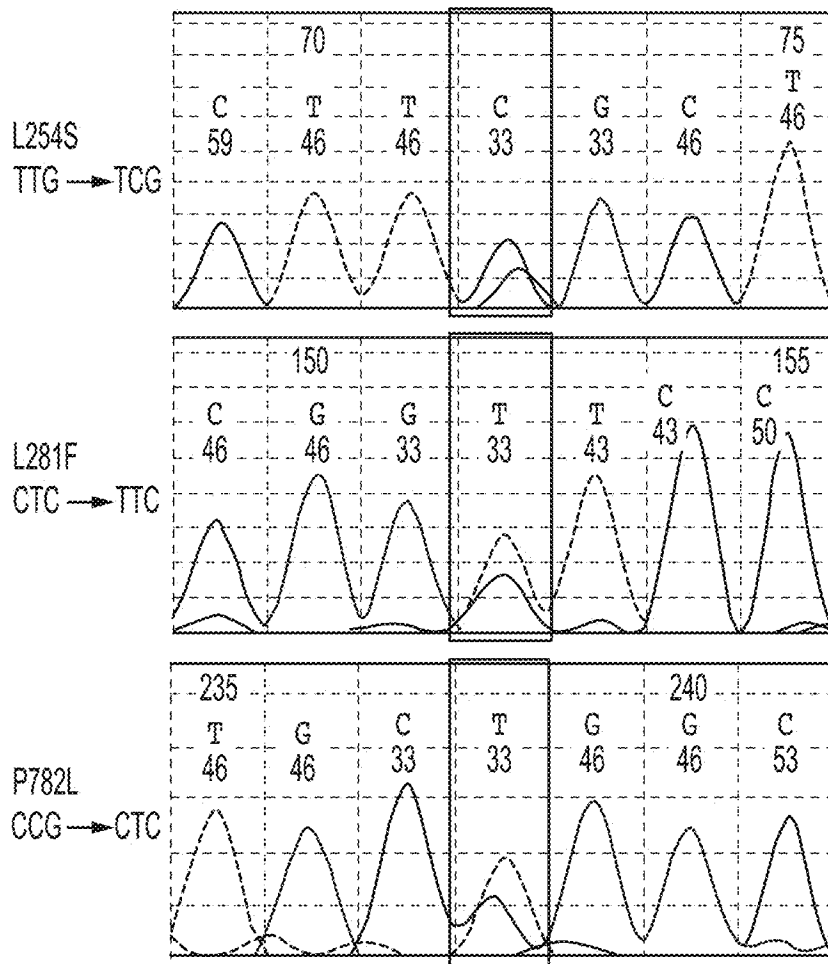 70 75
C T T C G C T
59 46 46 33 33 46 46
L254S
TTG → TCG
150 155
C G G T T C C
46 46 33 33 43 43 50
L281F
CTC → TTC
235 240
T G C T G G C
46 46 33 33 46 46 53
P782L
CCG → CTC